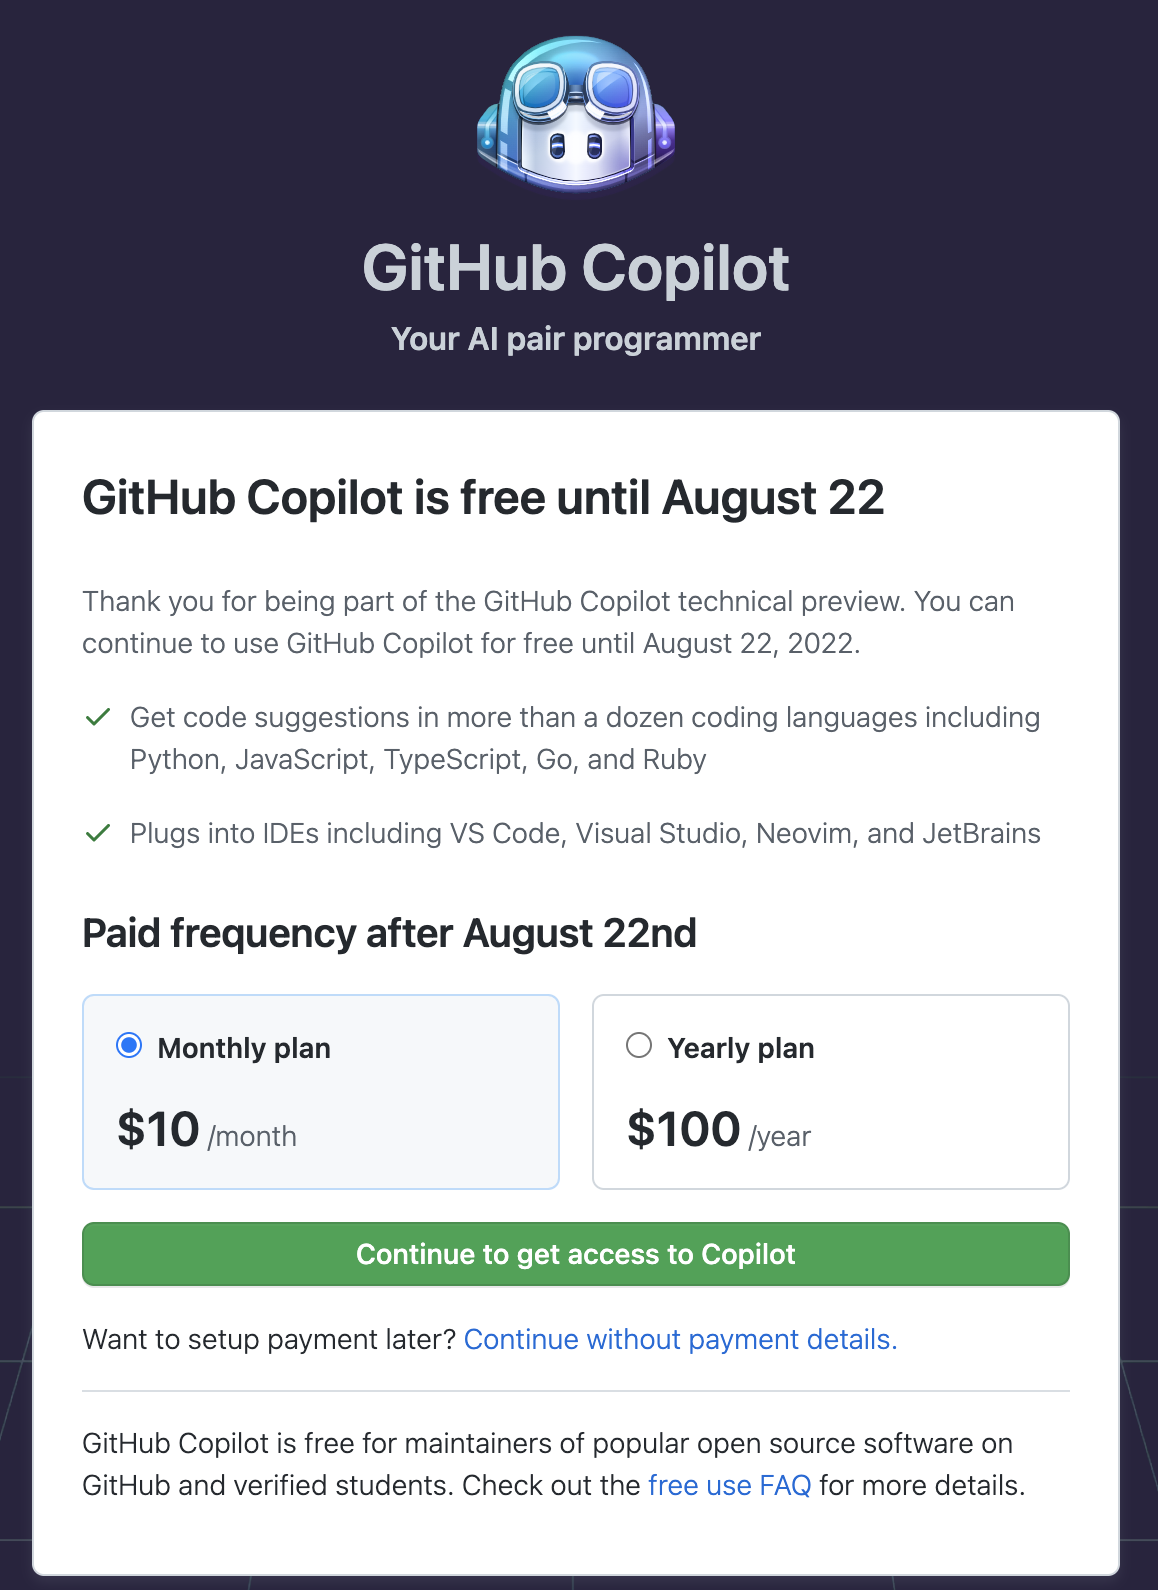 GitHub Copilot
Your AI pair programmer
GitHub Copilot is free until August 22
Thank you for being part of the GitHub Copilot technical preview. You can
continue to use GitHub Copilot for free until August 22, 2022.
Get code suggestions in more than a dozen coding languages including
Python, JavaScript, TypeScript, Go, and Ruby
Plugs into IDEs including VS Code, Visual Studio, Neovim, and JetBrains
Paid frequency after August 22nd
Monthly plan
$10 /month
Yearly plan
$100 /year
Continue to get access to Copilot
Want to setup payment later? Continue without payment details.
GitHub Copilot is free for maintainers of popular open source software on
GitHub and verified students. Check out the free use FAQ for more details.